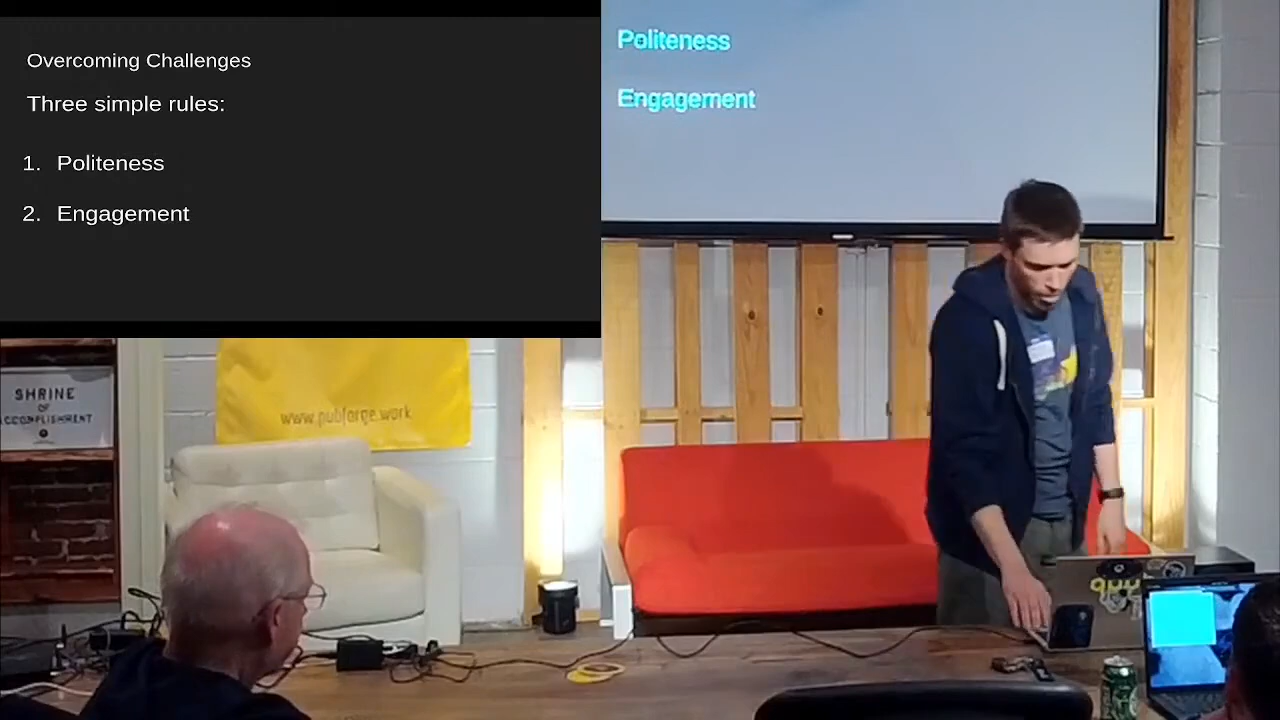 Overcoming Challenges
Three simple rules:
1. Politeness
2. Engagement
Politeness
Engagement
SHRINE
OF
ACCOMPLISHMENT
www.pubforge.work